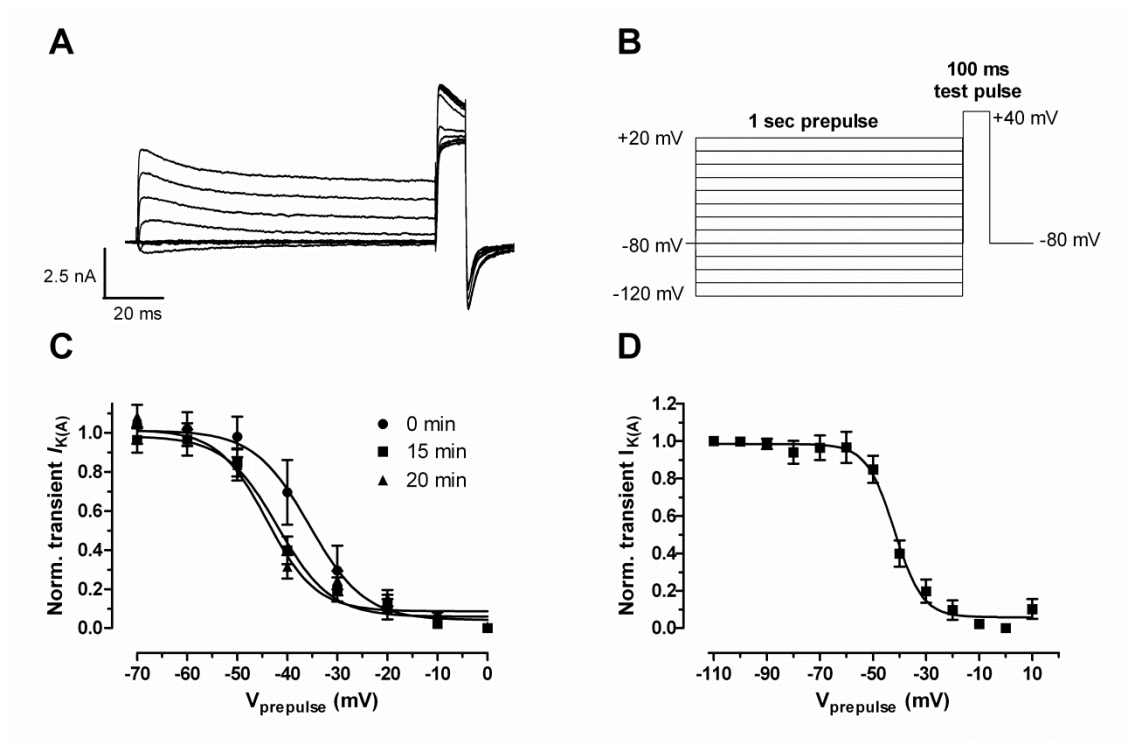 A
2.5 nA
20 ms
B
100 ms
test pulse
1 sec prepulse
+40 mV
+20 mV
-80 mV
-80 mV
-120 mV
C
Norm. transient IK(A)
1.0
0.8
0.6
0.4
0.2
0.0
0 min
15 min
20 min
-70 -60 -50 -40 -30 -20 -10 0
Vprepulse (mV)
D
Norm. transient IK(A)
1.2
1.0
0.8
0.6
0.4
0.2
0.0
-110 -90 -70 -50 -30 -10 10
Vprepulse (mV)